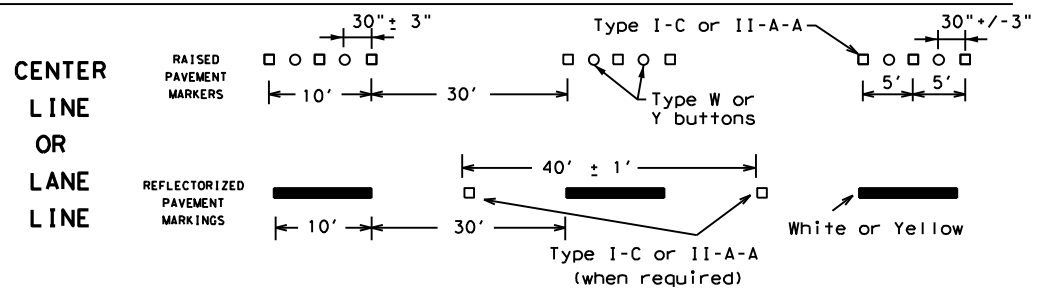 CENTER
LINE
OR
LANE
LINE
RAISED
PAVEMENT
MARKERS
30"± 3"
10'
30'
Type I-C or II-A-A
Type W or
Y buttons
30"+/-3"
5'
5'
REFLECTORIZED
PAVEMENT
MARKINGS
10'
30'
40' ± 1'
Type I-C or II-A-A
(when required)
White or Yellow